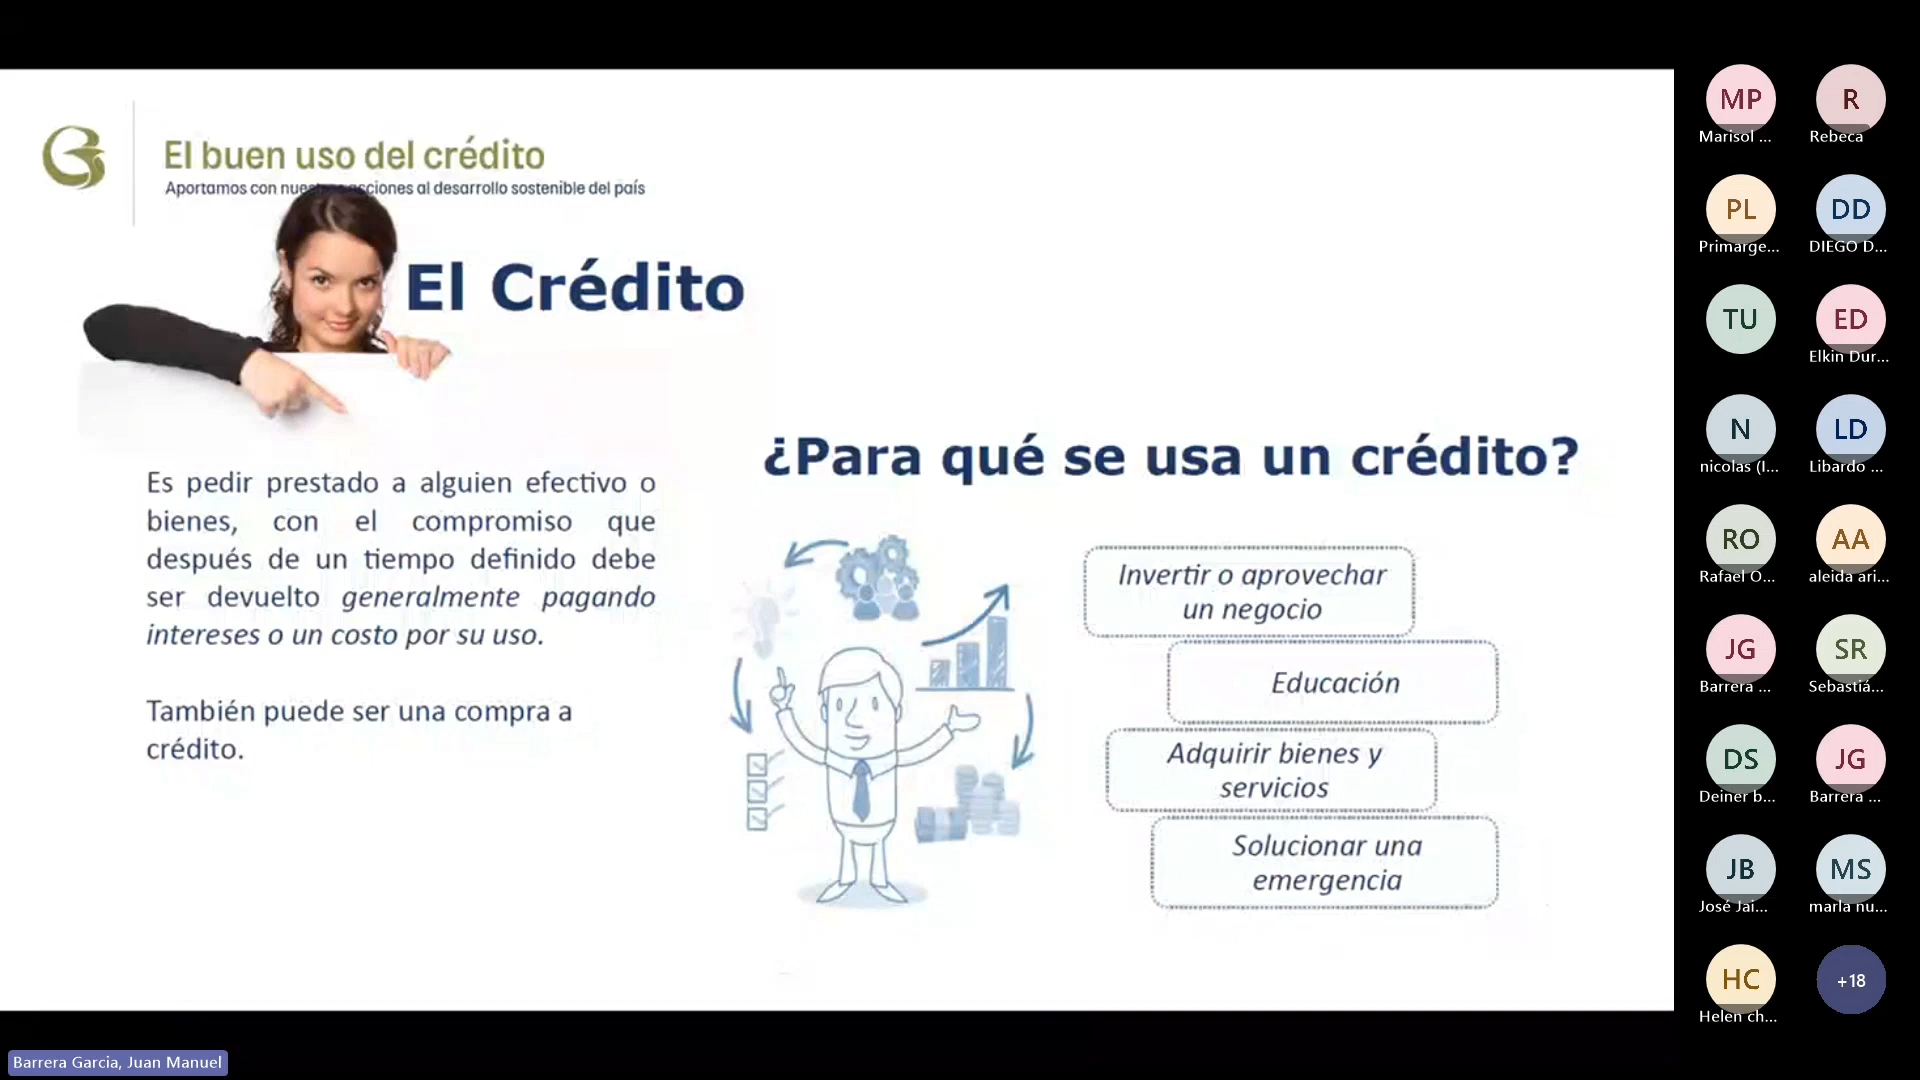 El buen uso del crédito
Aportamos con acciones al desarrollo sostenible del país
El Crédito
Es pedir prestado a alguien efectivo o
bienes, con el compromiso que
después de un tiempo definido debe
ser devuelto generalmente pagando
intereses o un costo por su uso.
También puede ser una compra a
crédito.
¿Para qué se usa un crédito?
Invertir o aprovechar
un negocio
Educación
Adquirir bienes y
servicios
Solucionar una
emergencia
MP
Marisol ...
R
Rebeca
PL
Primarge...
DD
DIEGO D...
TU
ED
Elkin Dur...
N
nicolas (I...
LD
Libardo ...
RO
Rafael O...
AA
aleida ari...
JG
Barrera ...
SR
Sebastiá...
DS
Deiner b...
JG
Barrera ...
JB
José Jai...
MS
marla nu...
HC
Helen ch...
+18
Barrera Garcia, Juan Manuel